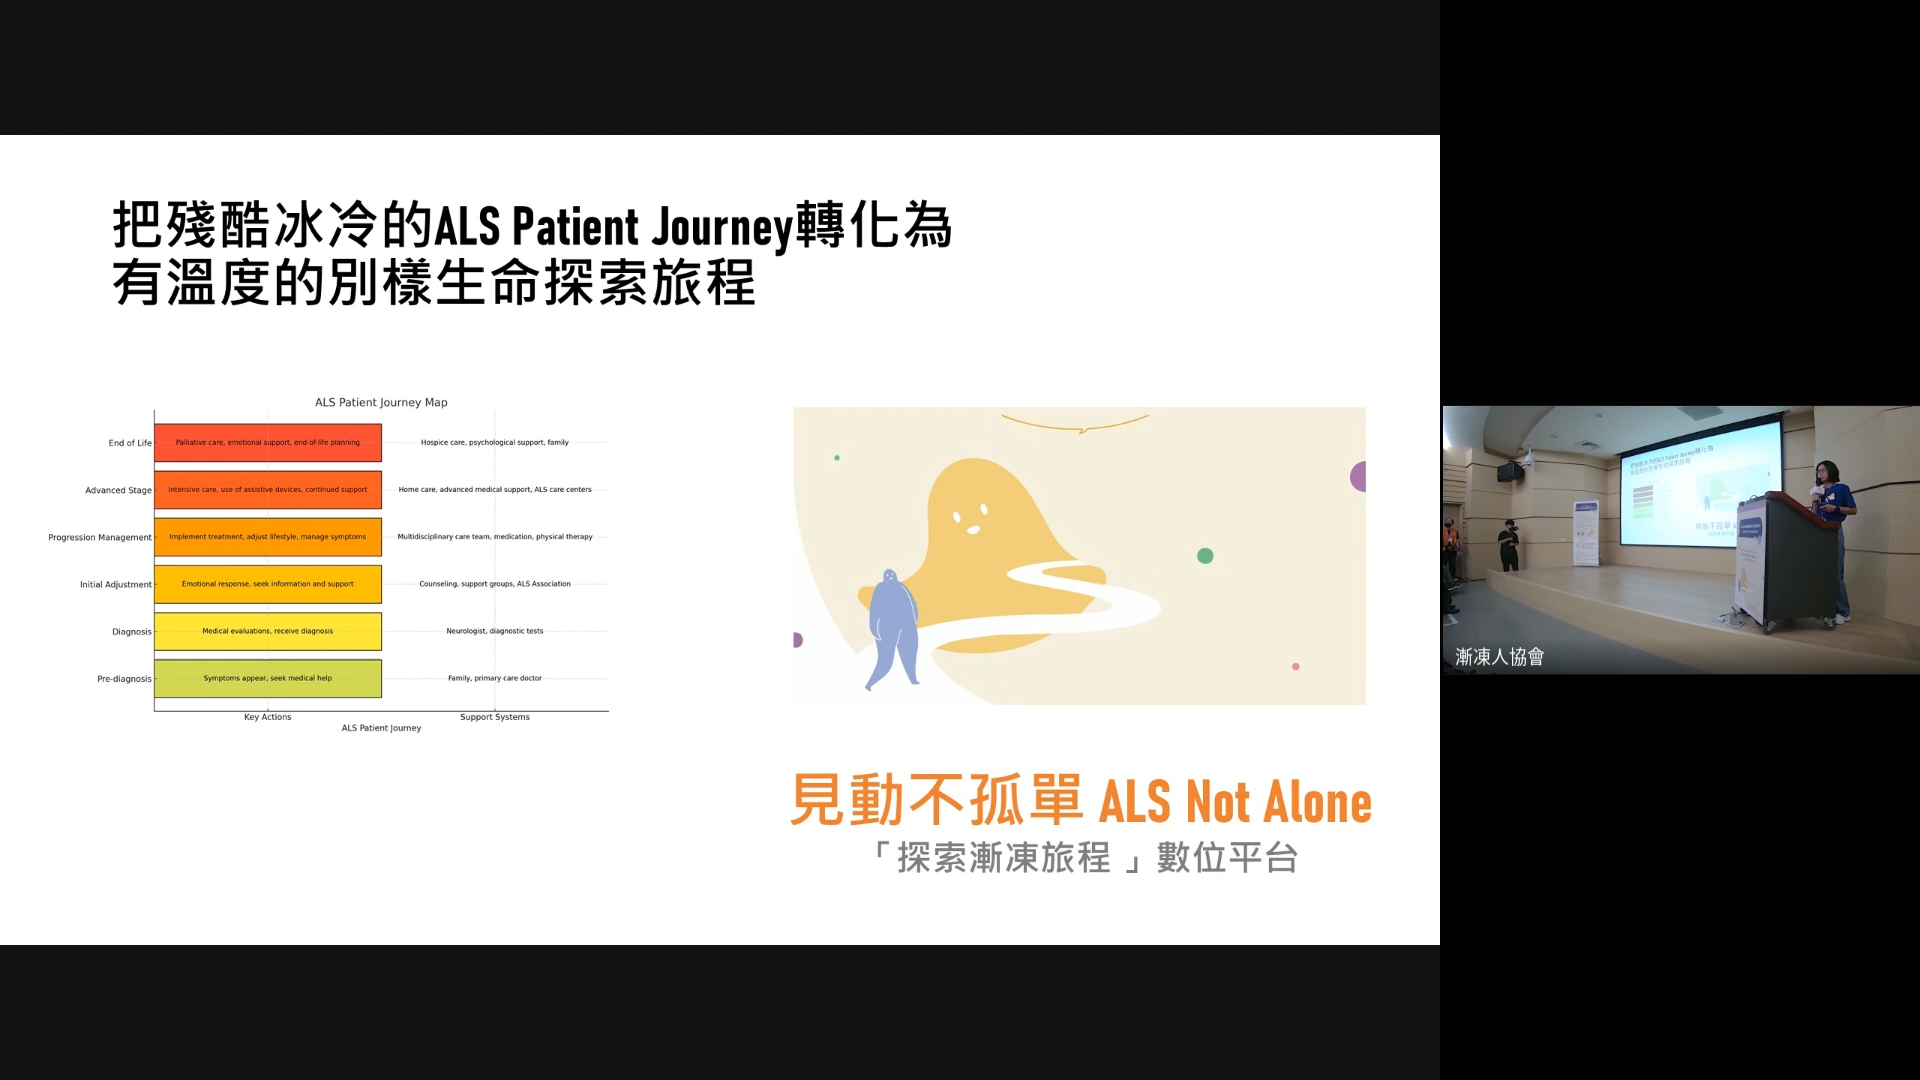 把殘酷冰冷的ALS Patient Journey轉化為
有溫度的別樣生命探索旅程
ALS Patient Journey Map
End of Life
Palliative care, emotional support, end-of-life planning
Hospice care, psychological support, family
Advanced Stage
Intensive care, use of assistive devices, continued support
Home care, advanced medical support, ALS care centers
Progression Management
Implement treatment, adjust lifestyle, manage symptoms
Multidisciplinary care team, medication, physical therapy
Initial Adjustment
Emotional response, seek information and support
Counseling, support groups, ALS Association
Diagnosis
Medical evaluations, receive diagnosis
Neurologist, diagnostic tests
Pre-diagnosis
Symptoms appear, seek medical help
Family, primary care doctor
Key Actions
Support Systems
ALS Patient Journey
見動不孤單 ALS Not Alone
「探索漸凍旅程 」數位平台
漸凍人協會